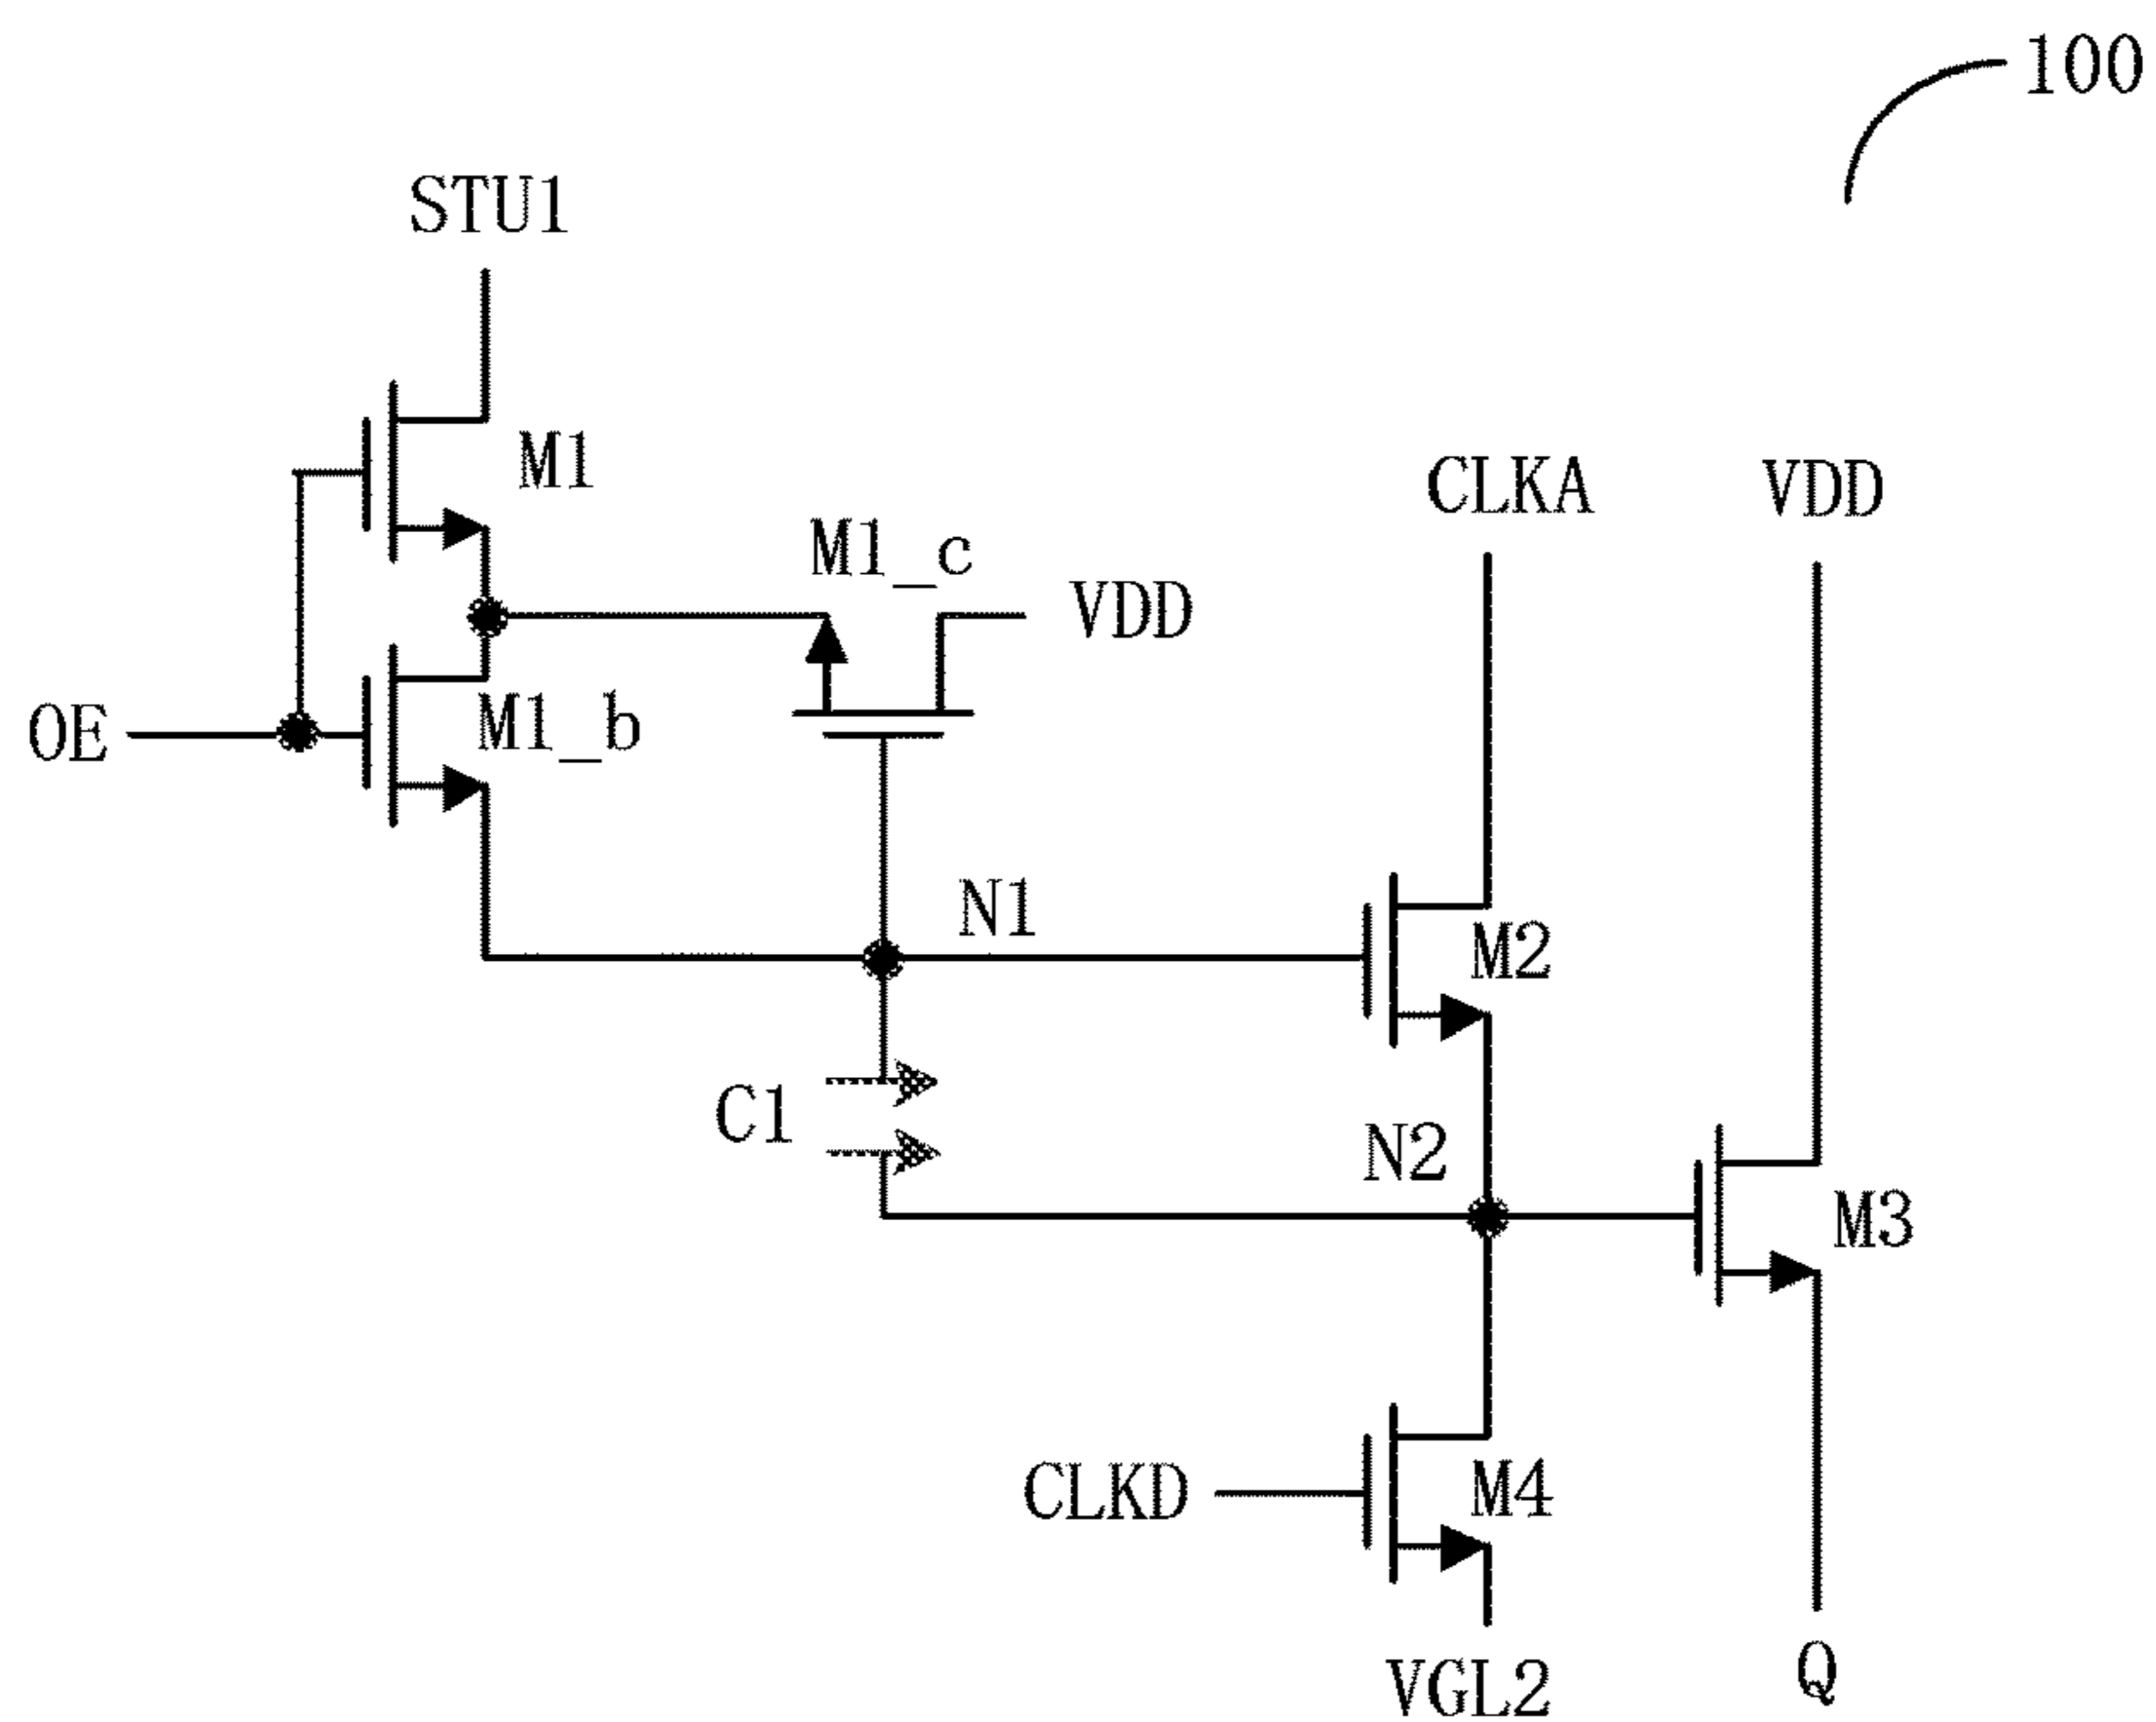 100
STU1
M1
M1_c
CLKA
VDD
VDD
OE
M1_b
N1
M2
C1
N2
M3
CLKD
M4
VGL2
Q